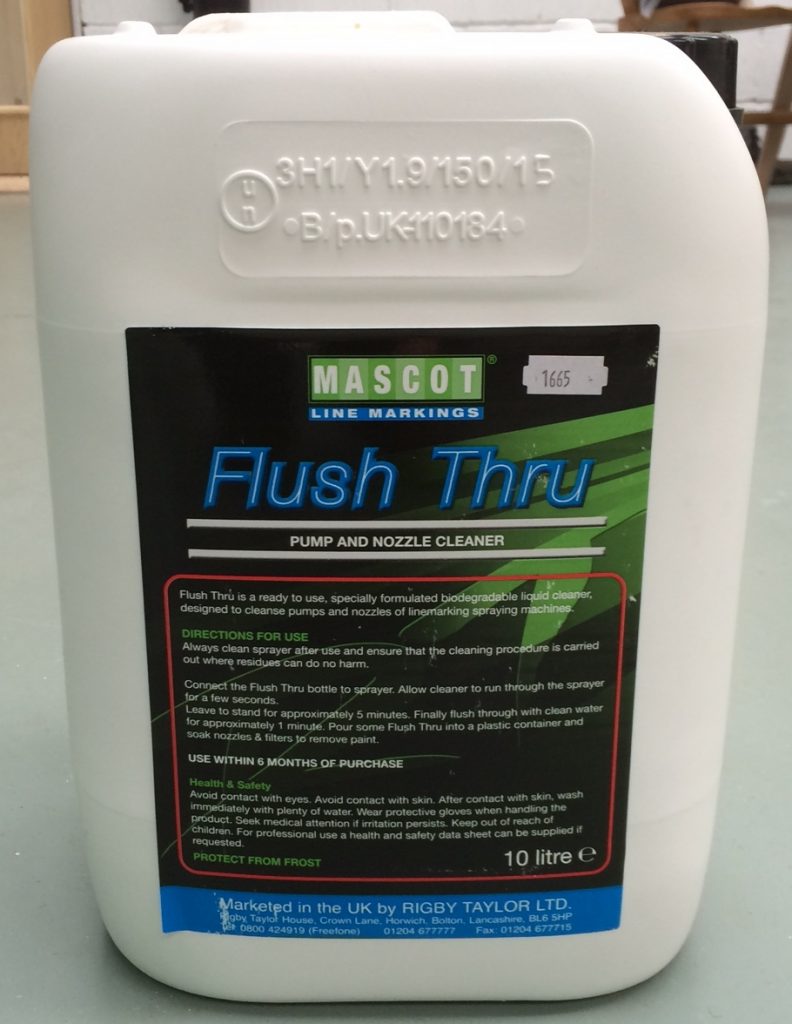 un 3H1/Y1.9/150/15
•B/p.UK-110184•
MASCOT®
LINE MARKINGS
1665
Flush Thru
PUMP AND NOZZLE CLEANER
Flush Thru is a ready to use, specially formulated biodegradable liquid cleaner,
designed to cleanse pumps and nozzles of linemarking spraying machines.
DIRECTIONS FOR USE
Always clean sprayer after use and ensure that the cleaning procedure is carried
out where residues can do no harm.
Connect the Flush Thru bottle to sprayer. Allow cleaner to run through the sprayer
for a few seconds.
Leave to stand for approximately 5 minutes. Finally flush through with clean water
for approximately 1 minute. Pour some Flush Thru into a plastic container and
soak nozzles & filters to remove paint.
USE WITHIN 6 MONTHS OF PURCHASE
Health & Safety
Avoid contact with eyes. Avoid contact with skin. After contact with skin, wash
immediately with plenty of water. Wear protective gloves when handling the
product. Seek medical attention if irritation persists. Keep out of reach of
children. For professional use a health and safety data sheet can be supplied if
requested.
PROTECT FROM FROST
10 litre ℮
Marketed in the UK by RIGBY TAYLOR LTD.
Rigby Taylor House, Crown Lane, Horwich, Bolton, Lancashire, BL6 5HP
Tel: 0800 424919 (Freefone) 01204 677777 Fax: 01204 677715